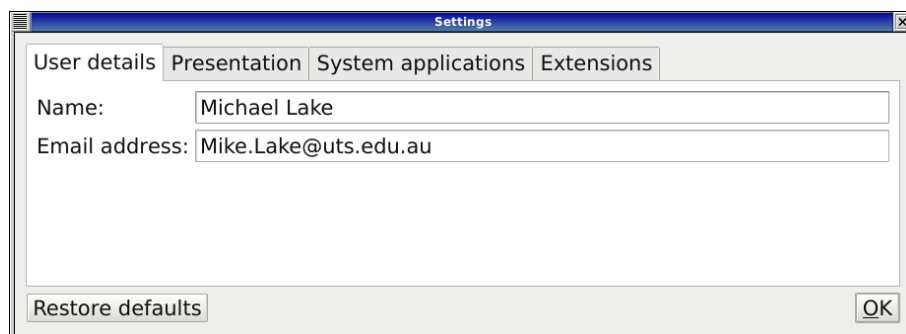 Settings
User details Presentation System applications Extensions
Name: Michael Lake
Email address: Mike.Lake@uts.edu.au
Restore defaults OK